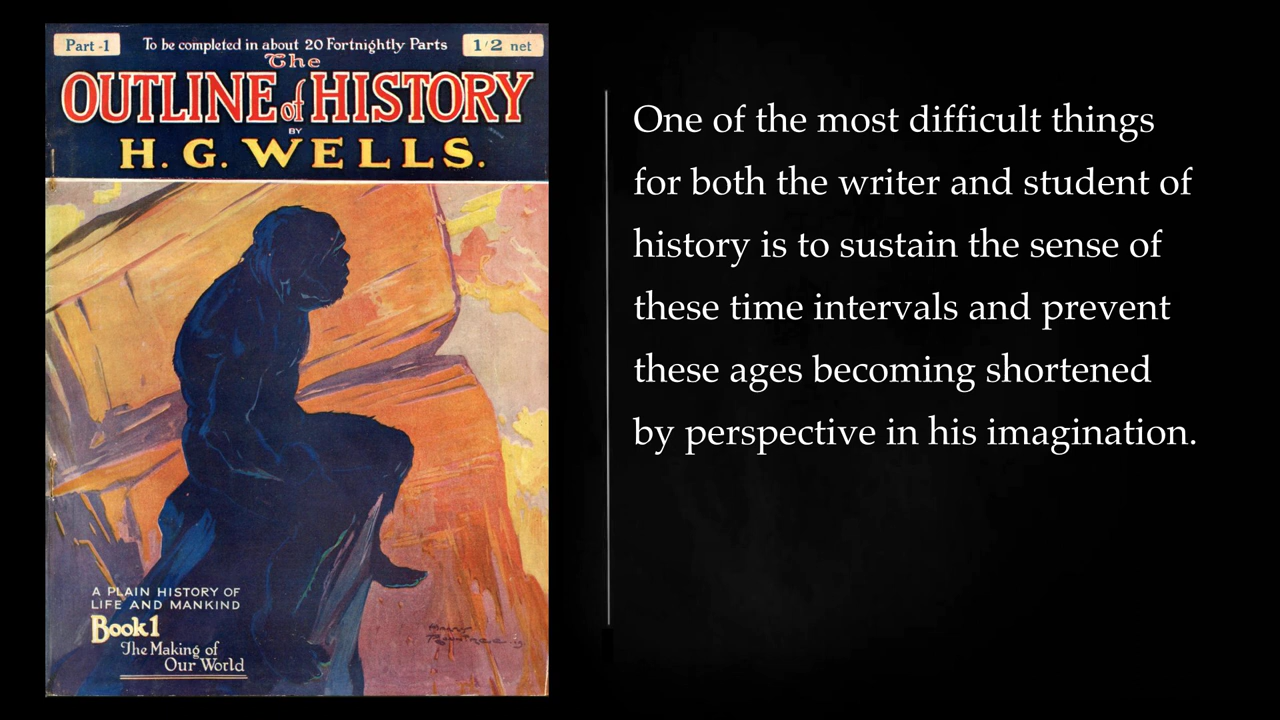 Part -1
To be completed in about 20 Fortnightly Parts
1/2 net
The
OUTLINE of HISTORY
BY
H. G. WELLS.
A PLAIN HISTORY OF
LIFE AND MANKIND
Book 1
The Making of
Our World
One of the most difficult things
for both the writer and student of
history is to sustain the sense of
these time intervals and prevent
these ages becoming shortened
by perspective in his imagination.